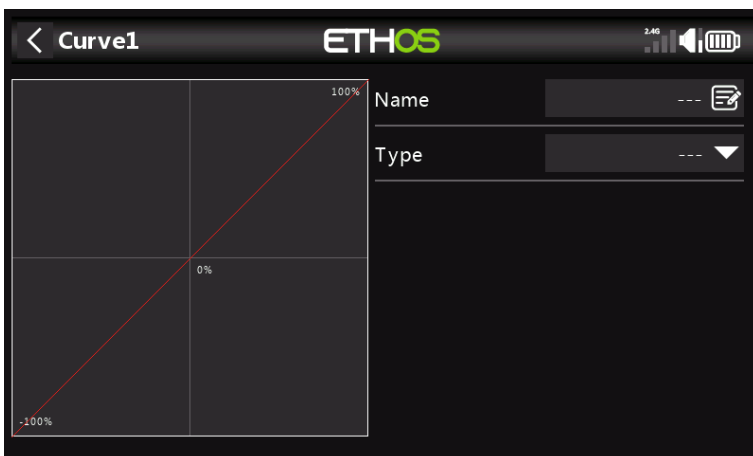 Curve1
ETHOS
2.4G
100%
0%
-100%
Name ---
Type ---